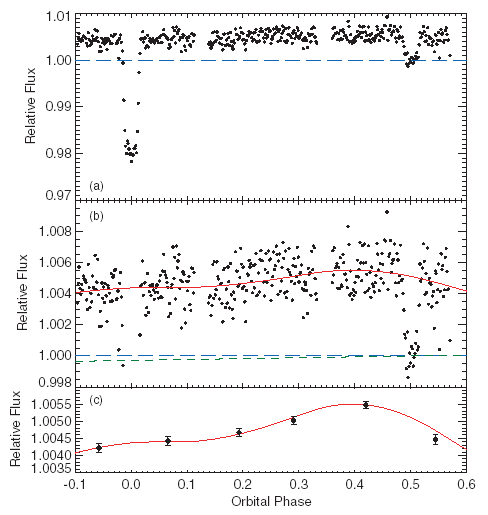 1.01
1.00
0.99
0.98
0.97
Relative Flux
(a)
(b)
1.008
1.006
1.004
1.002
1.000
0.998
Relative Flux
(c)
1.0055
1.0050
1.0045
1.0040
1.0035
Relative Flux
-0.1 0.0 0.1 0.2 0.3 0.4 0.5 0.6
Orbital Phase